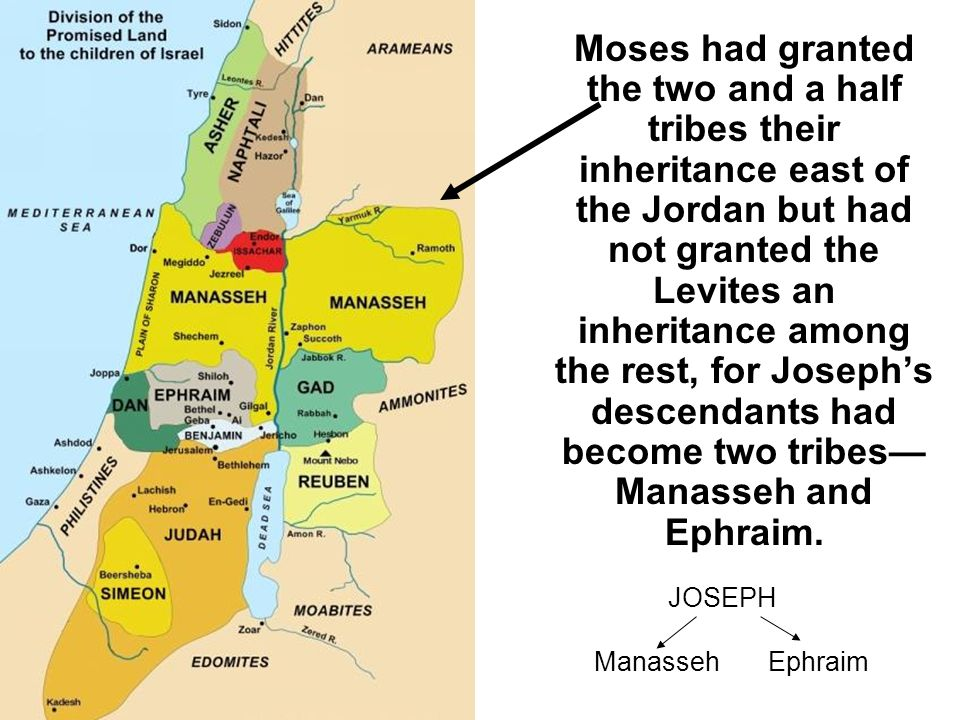 Division of the
Promised Land
to the children of Israel
Sidon
HITTITES
ARAMEANS
Leontes R.
Tyre
Dan
ASHER
NAPHTALI
Kedesh
Hazor
MEDITERRANEAN
SEA
Sea
of
Galilee
ZEBULUN
Yarmuk R.
Dor
Endor
ISSACHAR
Ramoth
Megiddo
Jezreel
PLAIN OF SHARON
MANASSEH
Jordan River
MANASSEH
Zaphon
Shechem
Succoth
Jabbok R.
Joppa
Shiloh
GAD
DAN
EPHRAIM
AMMONITES
Bethel
Gilgal
Geba
Ai
Rabbah
BENJAMIN
Jericho
Hesbon
Ashdod
Jerusalem
Bethlehem
Mount Nebo
Ashkelon
PHILISTINES
Lachish
En-Gedi
REUBEN
Gaza
Hebron
DEAD SEA
JUDAH
Amon R.
Beersheba
SIMEON
MOABITES
Zoar
Zered R.
EDOMITES
Kadesh
Moses had granted
the two and a half
tribes their
inheritance east of
the Jordan but had
not granted the
Levites an
inheritance among
the rest, for Joseph’s
descendants had
become two tribes—
Manasseh and
Ephraim.
JOSEPH
Manasseh Ephraim